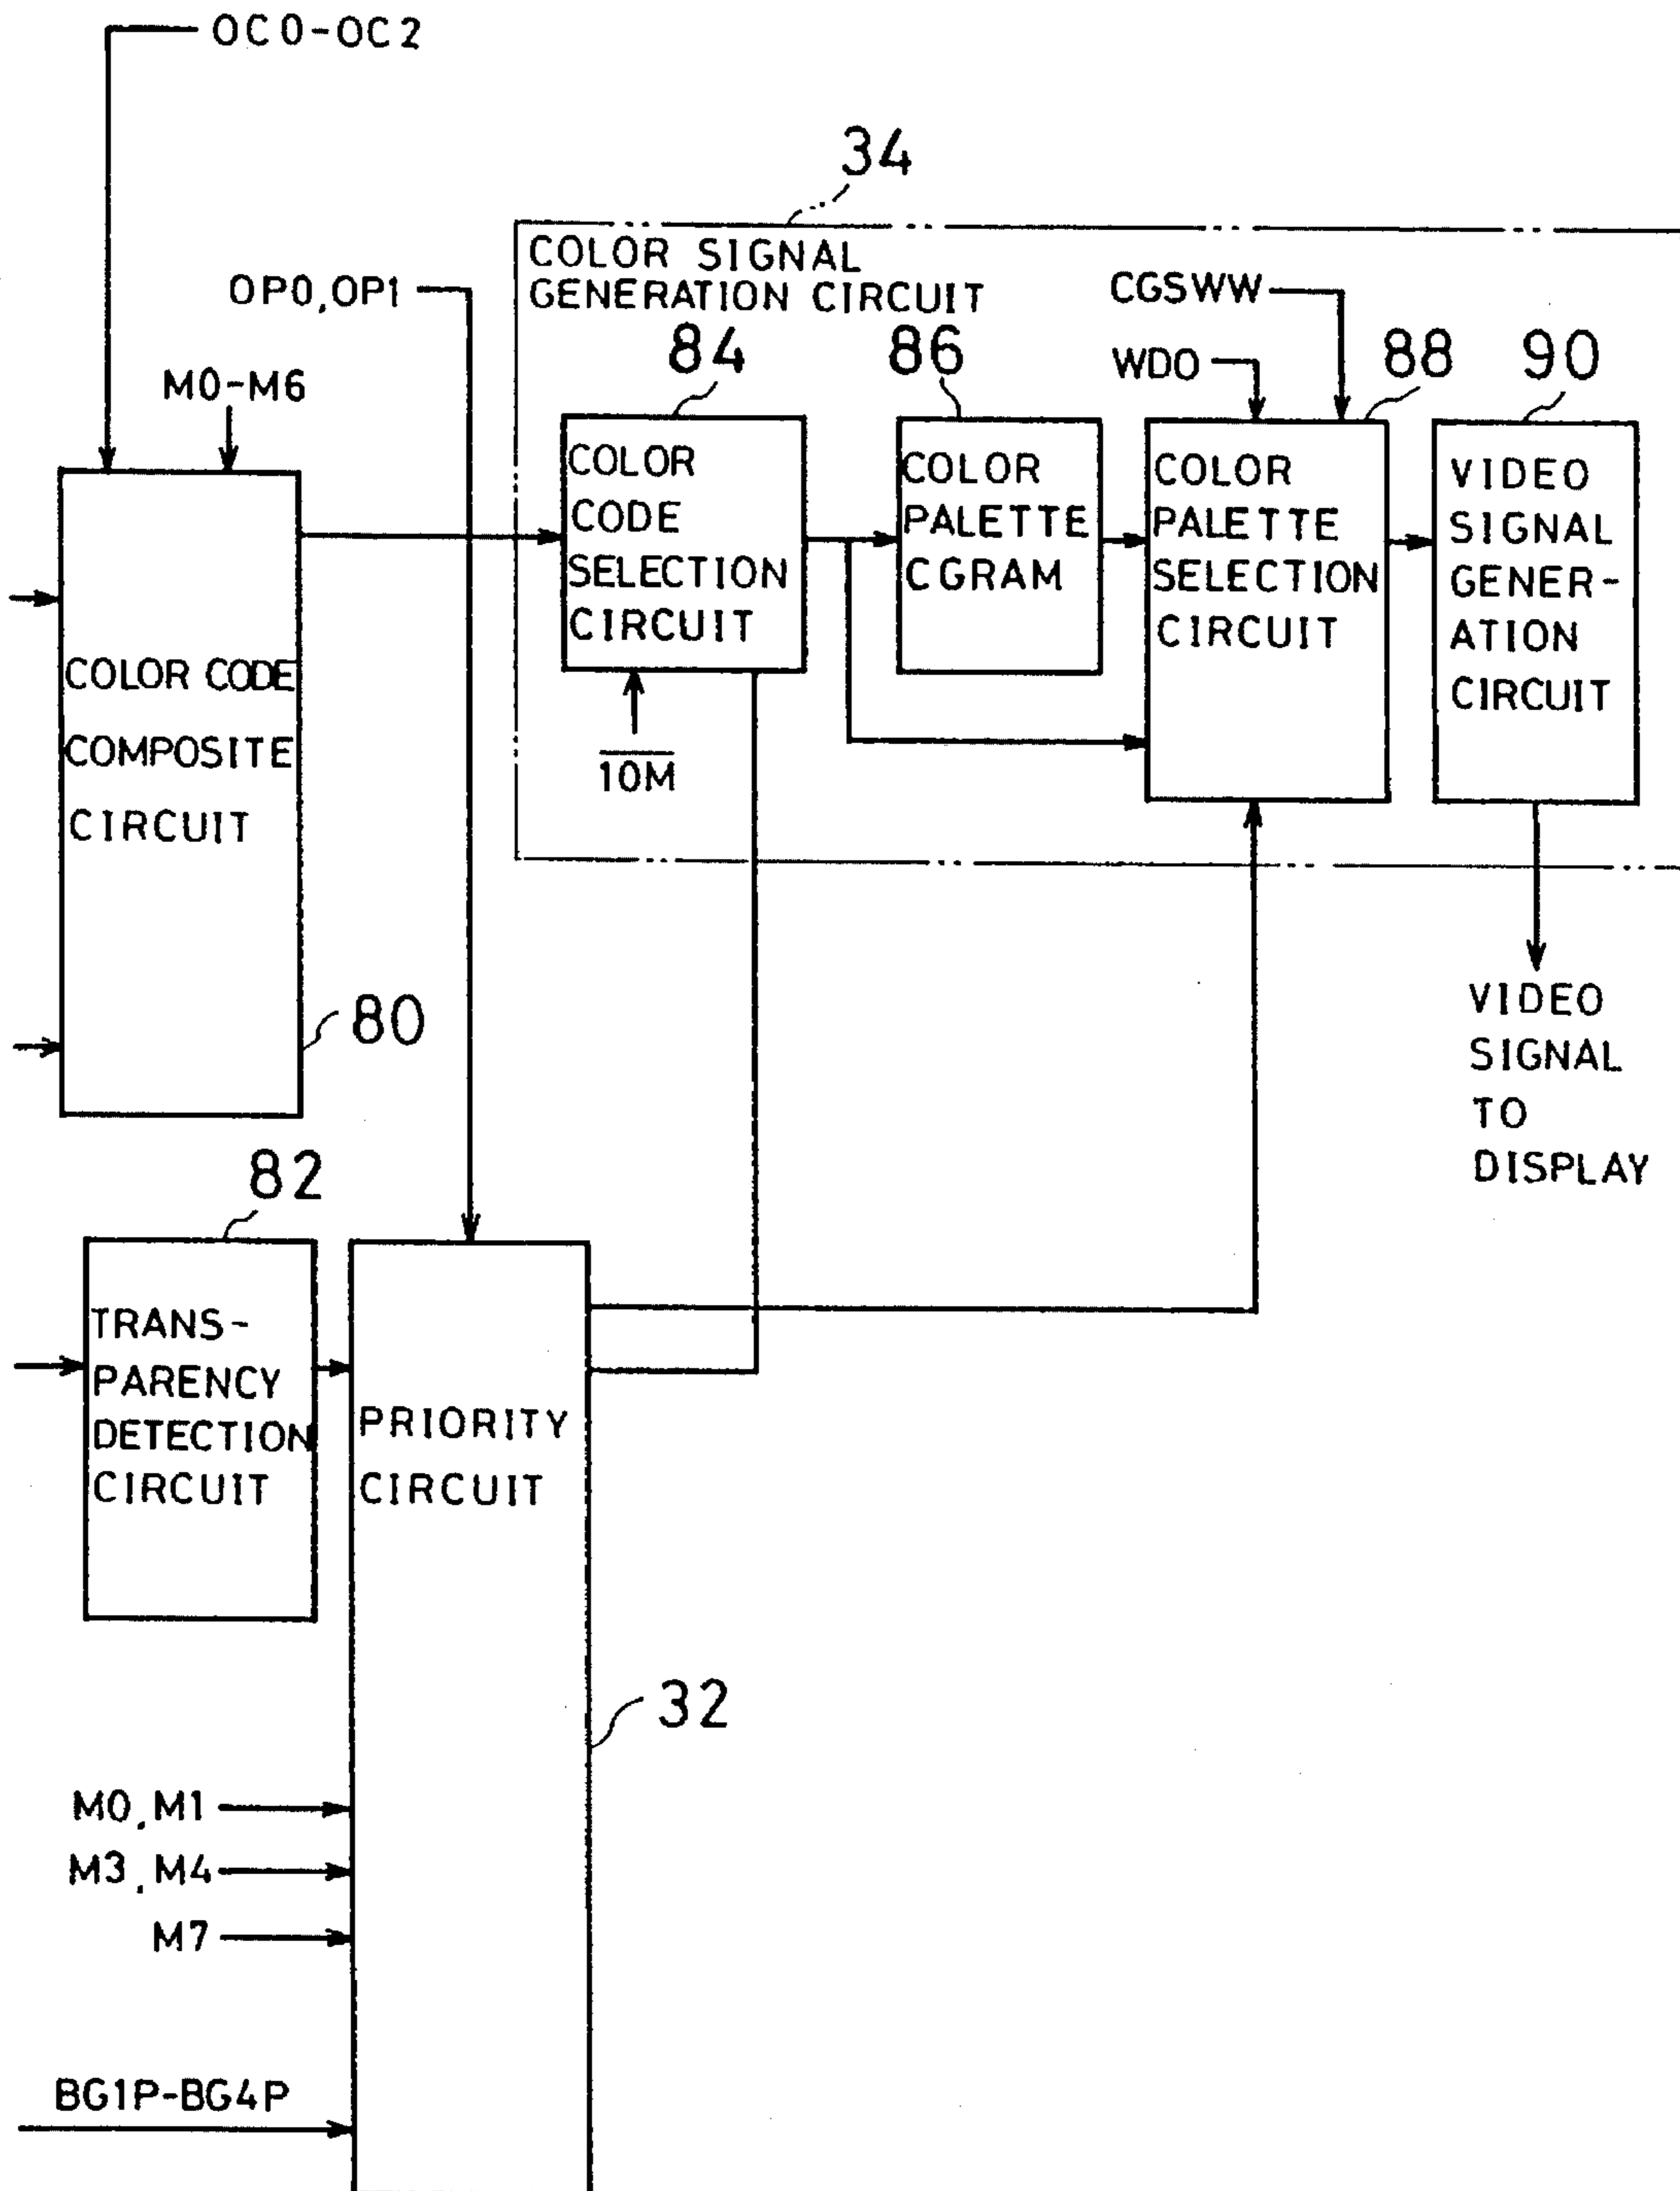 OC0-OC2
34
COLOR SIGNAL
GENERATION CIRCUIT
OP0,OP1
CGSWW
WDO
M0-M6
84
86
88
90
COLOR
CODE
SELECTION
CIRCUIT
COLOR
PALETTE
CGRAM
COLOR
PALETTE
SELECTION
CIRCUIT
VIDEO
SIGNAL
GENER-
ATION
CIRCUIT
10M
COLOR CODE
COMPOSITE
CIRCUIT
80
VIDEO
SIGNAL
TO
DISPLAY
82
TRANS-
PARENCY
DETECTION
CIRCUIT
PRIORITY
CIRCUIT
32
M0,M1
M3,M4
M7
BG1P-BG4P